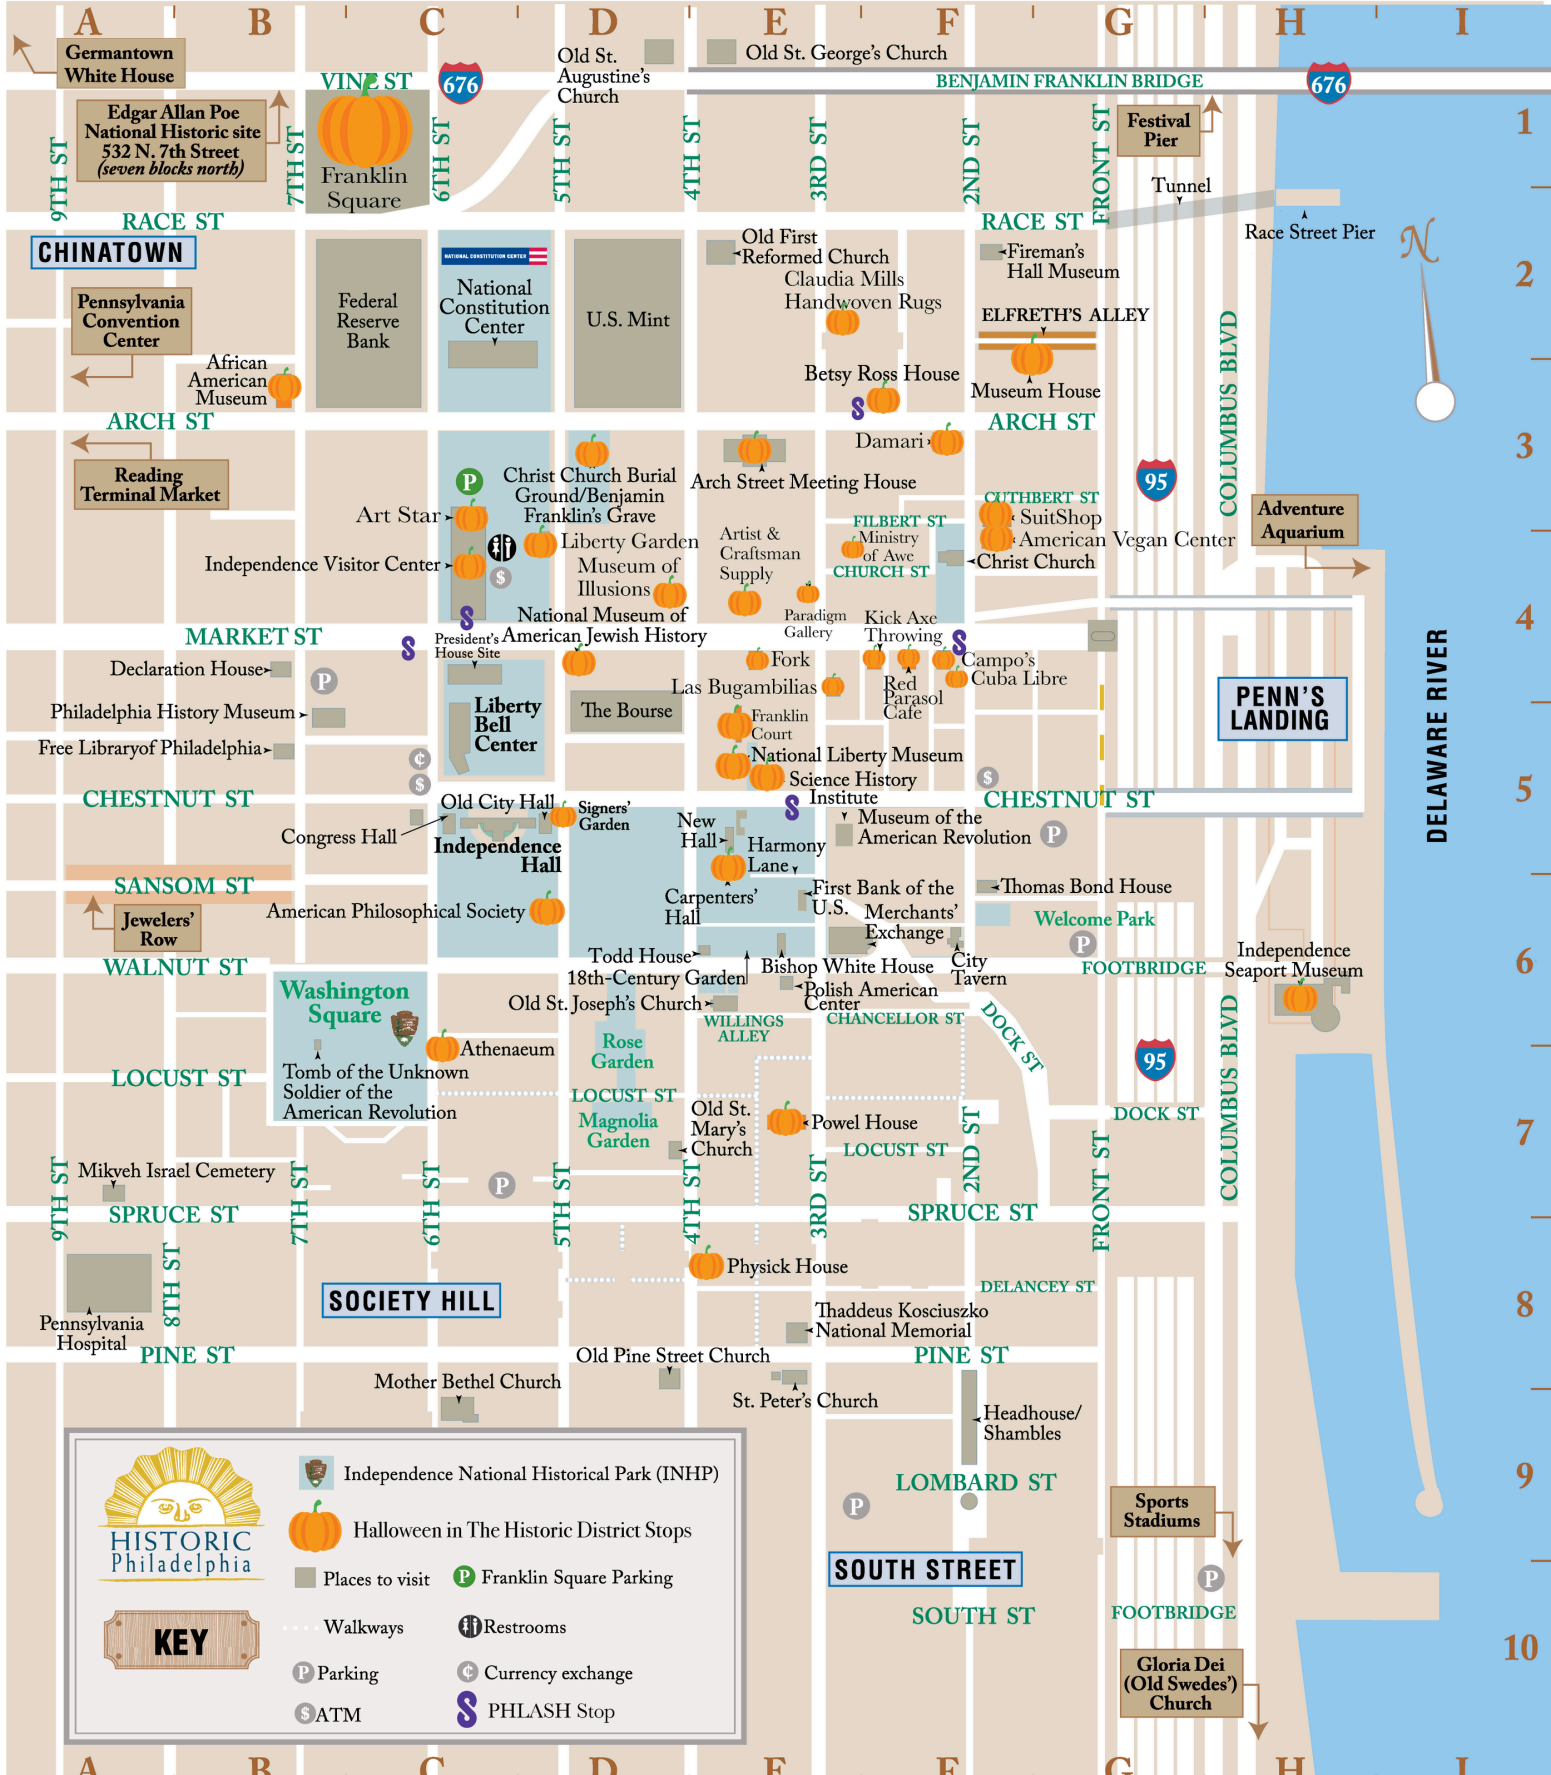 A B C D E F G H I
Germantown
White House
Edgar Allan Poe
National Historic site
532 N. 7th Street
(seven blocks north)
VINE ST
676
Old St.
Augustine's
Church
Old St. George's Church
BENJAMIN FRANKLIN BRIDGE
676
Festival
Pier
1
9TH ST
7TH ST
6TH ST
5TH ST
4TH ST
3RD ST
2ND ST
FRONT ST
Franklin
Square
Tunnel
Race Street Pier
RACE ST
RACE ST
CHINATOWN
N
2
Pennsylvania
Convention
Center
Federal
Reserve
Bank
NATIONAL CONSTITUTION CENTER
National
Constitution
Center
U.S. Mint
Old First
Reformed Church
Claudia Mills
Handwoven Rugs
Fireman's
Hall Museum
ELFRETH'S ALLEY
Museum House
African
American
Museum
Betsy Ross House
COLUMBUS BLVD
ARCH ST
ARCH ST
3
Reading
Terminal Market
Damari
Arch Street Meeting House
Christ Church Burial
Ground/Benjamin
Franklin's Grave
P
Art Star
95
CUTHBERT ST
SuitShop
American Vegan Center
Christ Church
FILBERT ST
Ministry
of Awe
CHURCH ST
Adventure
Aquarium
Independence Visitor Center
$
Liberty Garden
Museum of
Illusions
Artist &
Craftsman
Supply
Paradigm
Gallery
Kick Axe
Throwing
4
National Museum of
American Jewish History
MARKET ST
President's
House Site
Declaration House
P
Philadelphia History Museum
Free Libraryof Philadelphia
Liberty
Bell
Center
The Bourse
Fork
Las Bugambilias
Red
Parasol
Cafe
Campo's
Cuba Libre
Franklin
Court
National Liberty Museum
Science History
Institute
PENN'S
LANDING
DELAWARE RIVER
¢
$
$
5
CHESTNUT ST
CHESTNUT ST
Old City Hall
Signers'
Garden
Congress Hall
Independence
Hall
New
Hall
Harmony
Lane
Carpenters'
Hall
Museum of the
American Revolution
P
SANSOM ST
Jewelers'
Row
American Philosophical Society
First Bank of the
U.S.
Merchants'
Exchange
Thomas Bond House
Welcome Park
P
City
Tavern
Todd House
18th-Century Garden
Bishop White House
Polish American
Center
Old St. Joseph's Church
WALNUT ST
FOOTBRIDGE
Independence
Seaport Museum
6
Washington
Square
Tomb of the Unknown
Soldier of the
American Revolution
Athenaeum
Rose
Garden
WILLINGS
ALLEY
CHANCELLOR ST
DOCK ST
95
COLUMBUS BLVD
LOCUST ST
LOCUST ST
Magnolia
Garden
Old St.
Mary's
Church
Powel House
LOCUST ST
DOCK ST
7
Mikveh Israel Cemetery
P
9TH ST
7TH ST
6TH ST
5TH ST
4TH ST
3RD ST
2ND ST
FRONT ST
SPRUCE ST
SPRUCE ST
8TH ST
Pennsylvania
Hospital
SOCIETY HILL
Physick House
DELANCEY ST
8
Thaddeus Kosciuszko
National Memorial
PINE ST
PINE ST
Old Pine Street Church
Mother Bethel Church
St. Peter's Church
Headhouse/
Shambles
9
LOMBARD ST
P
Sports
Stadiums
SOUTH STREET
P
SOUTH ST
FOOTBRIDGE
10
Gloria Dei
(Old Swedes')
Church
HISTORIC
Philadelphia
KEY
Independence National Historical Park (INHP)
Halloween in The Historic District Stops
Places to visit
P Franklin Square Parking
Walkways
Restrooms
P Parking
¢ Currency exchange
$ ATM
PHLASH Stop
A B C D E F G H I